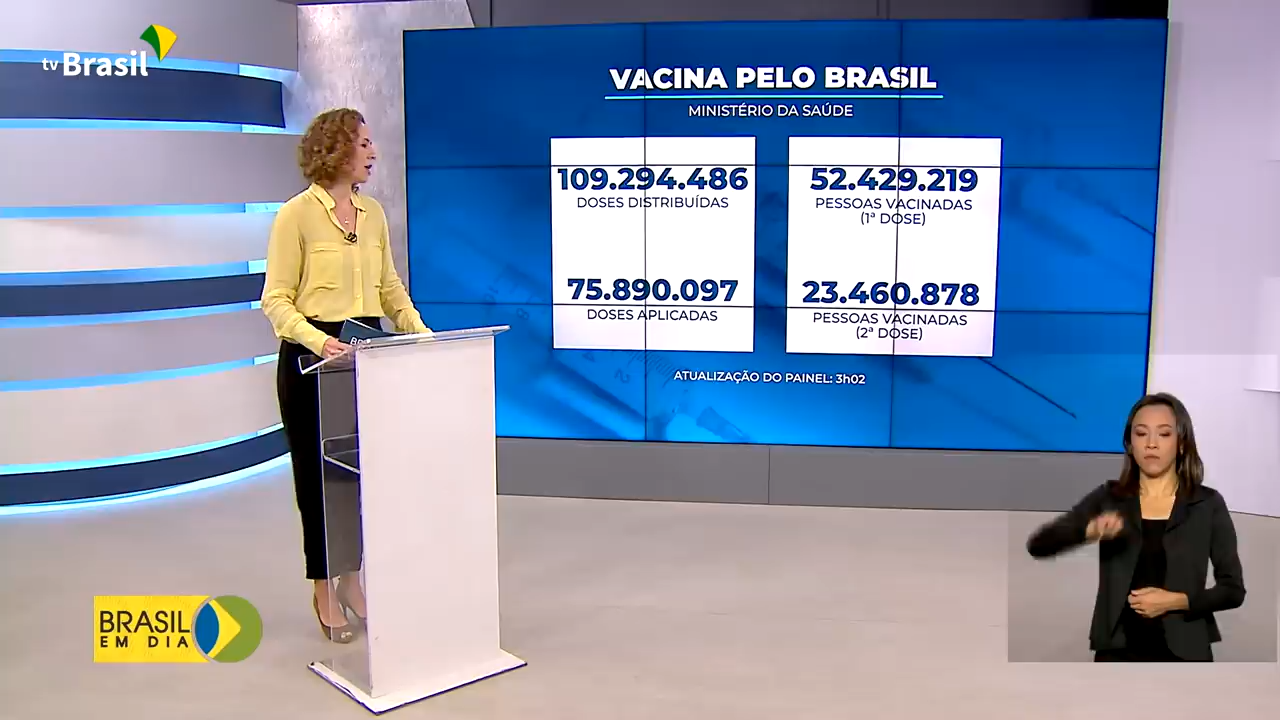 tv Brasil
VACINA PELO BRASIL
MINISTÉRIO DA SAÚDE
109.294.486
DOSES DISTRIBUÍDAS
52.429.219
PESSOAS VACINADAS
(1ª DOSE)
75.890.097
DOSES APLICADAS
23.460.878
PESSOAS VACINADAS
(2ª DOSE)
ATUALIZAÇÃO DO PAINEL: 3h02
BRASIL
EM DIA